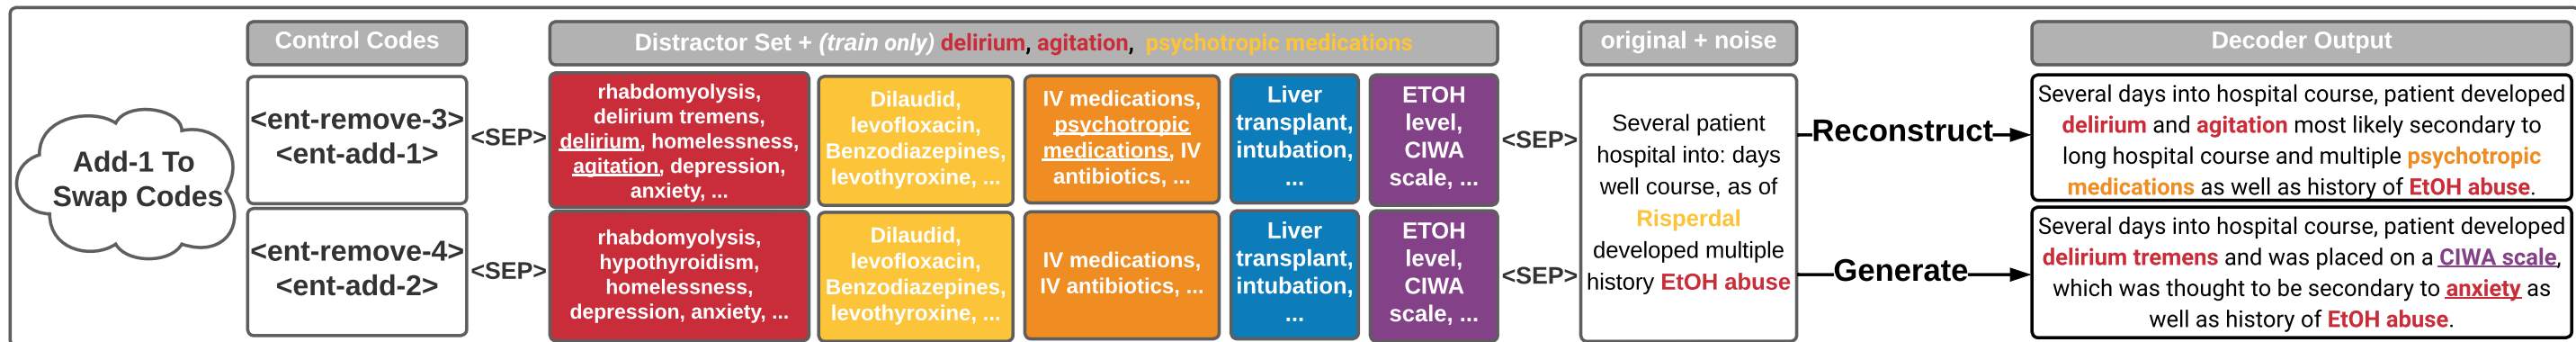 Control Codes
Distractor Set + (train only) delirium, agitation, psychotropic medications
original + noise
Decoder Output
Add-1 To
Swap Codes
<ent-remove-3>
<ent-add-1>
<SEP>
rhabdomyolysis,
delirium tremens,
delirium, homelessness,
agitation, depression,
anxiety, ...
Dilaudid,
levofloxacin,
Benzodiazepines,
levothyroxine, ...
IV medications,
psychotropic
medications, IV
antibiotics, ...
Liver
transplant,
intubation,
...
ETOH
level,
CIWA
scale, ...
<SEP>
Several patient
hospital into: days
well course, as of
Risperdal
developed multiple
history EtOH abuse
Reconstruct
Several days into hospital course, patient developed
delirium and agitation most likely secondary to
long hospital course and multiple psychotropic
medications as well as history of EtOH abuse.
<ent-remove-4>
<ent-add-2>
<SEP>
rhabdomyolysis,
hypothyroidism,
homelessness,
depression, anxiety, ...
Dilaudid,
levofloxacin,
Benzodiazepines,
levothyroxine, ...
IV medications,
IV antibiotics, ...
Liver
transplant,
intubation,
...
ETOH
level,
CIWA
scale, ...
<SEP>
Generate
Several days into hospital course, patient developed
delirium tremens and was placed on a CIWA scale,
which was thought to be secondary to anxiety as
well as history of EtOH abuse.